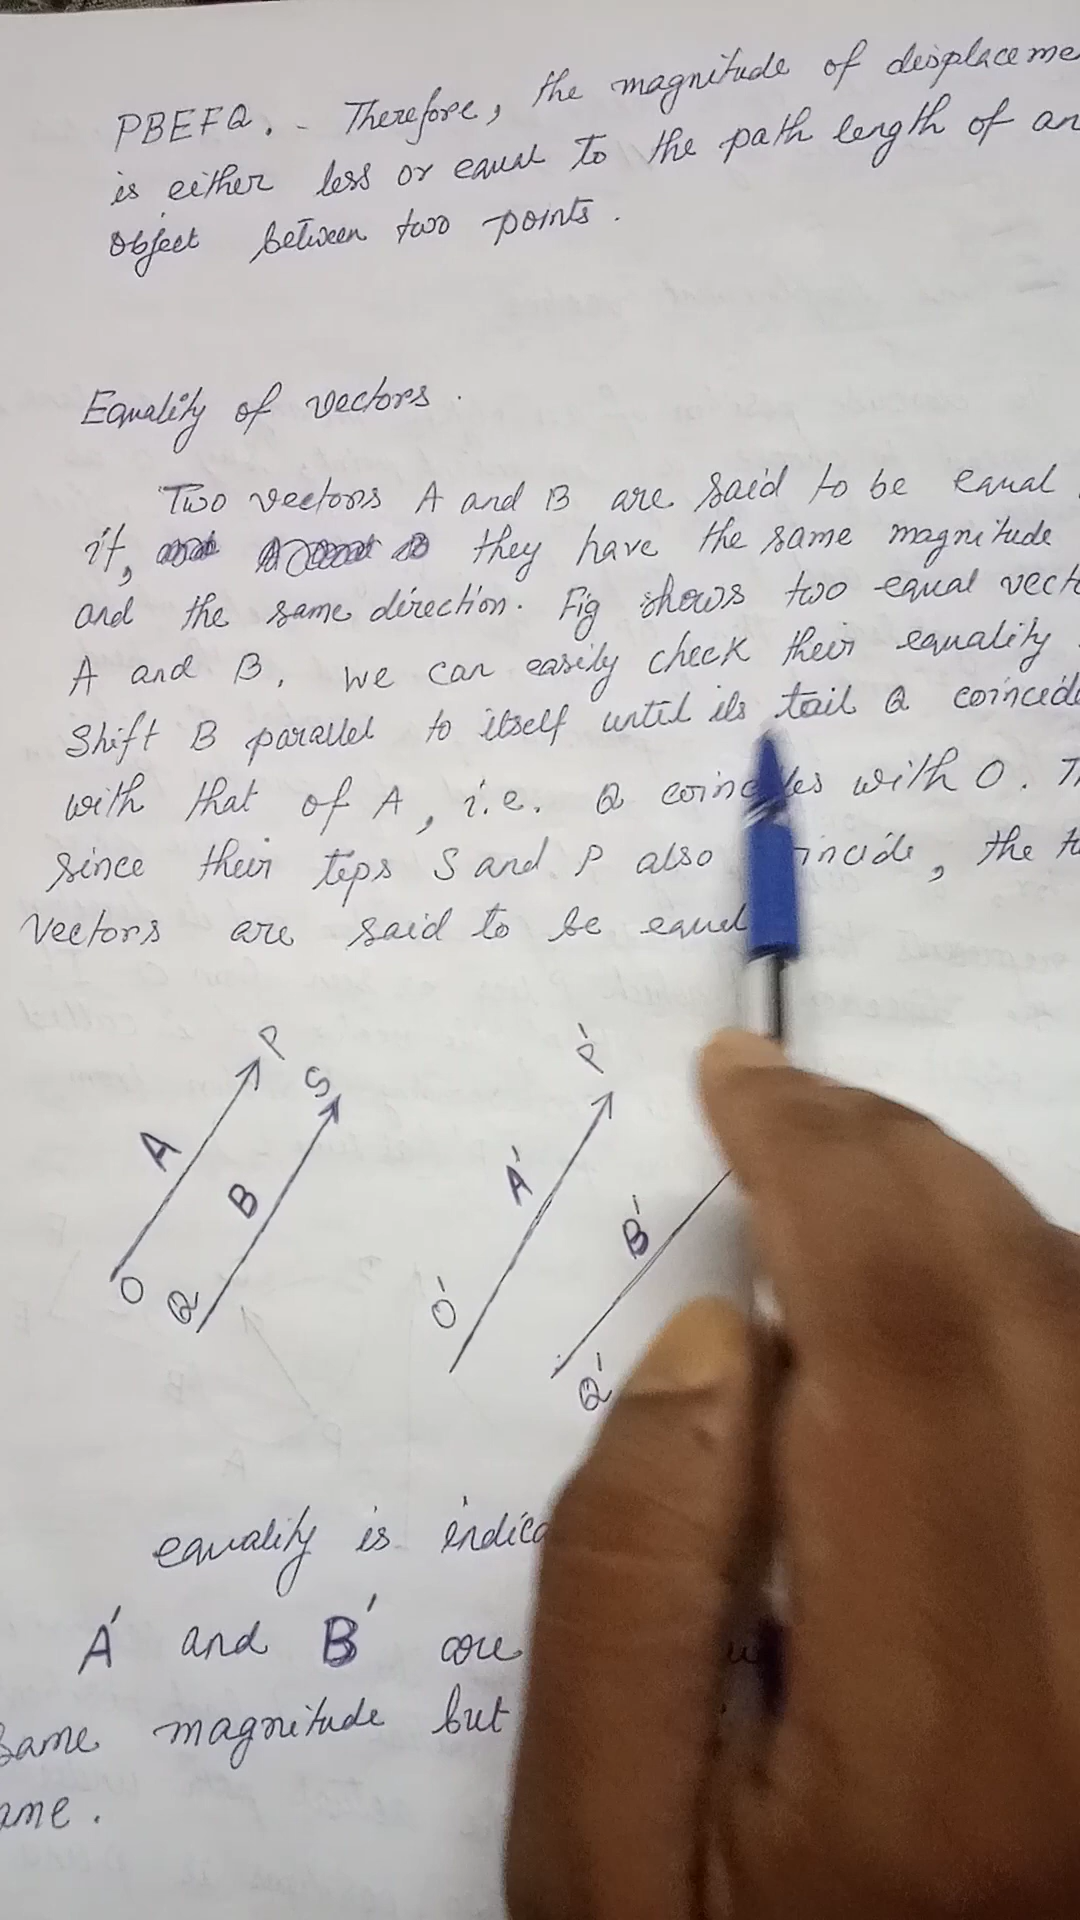 PBEFQ. Therefore, the magnitude of displaceme
is either less or equal to the path length of an
object between two points.
Equality of vectors.
Two vectors A and B are said to be equal
if, they have the same magnitude
and the same direction. Fig shows two equal vect
A and B. we can easily check their equality
Shift B parallel to itself until its tail Q coincide
with that of A, i.e. Q coincides with O. T
since their tips S and P also incide, the t
vectors are said to be equal
P
S
P'
A
B
A'
B'
O
Q
O'
Q'
equality is indica
A' and B' are
same magnitude but
ame.